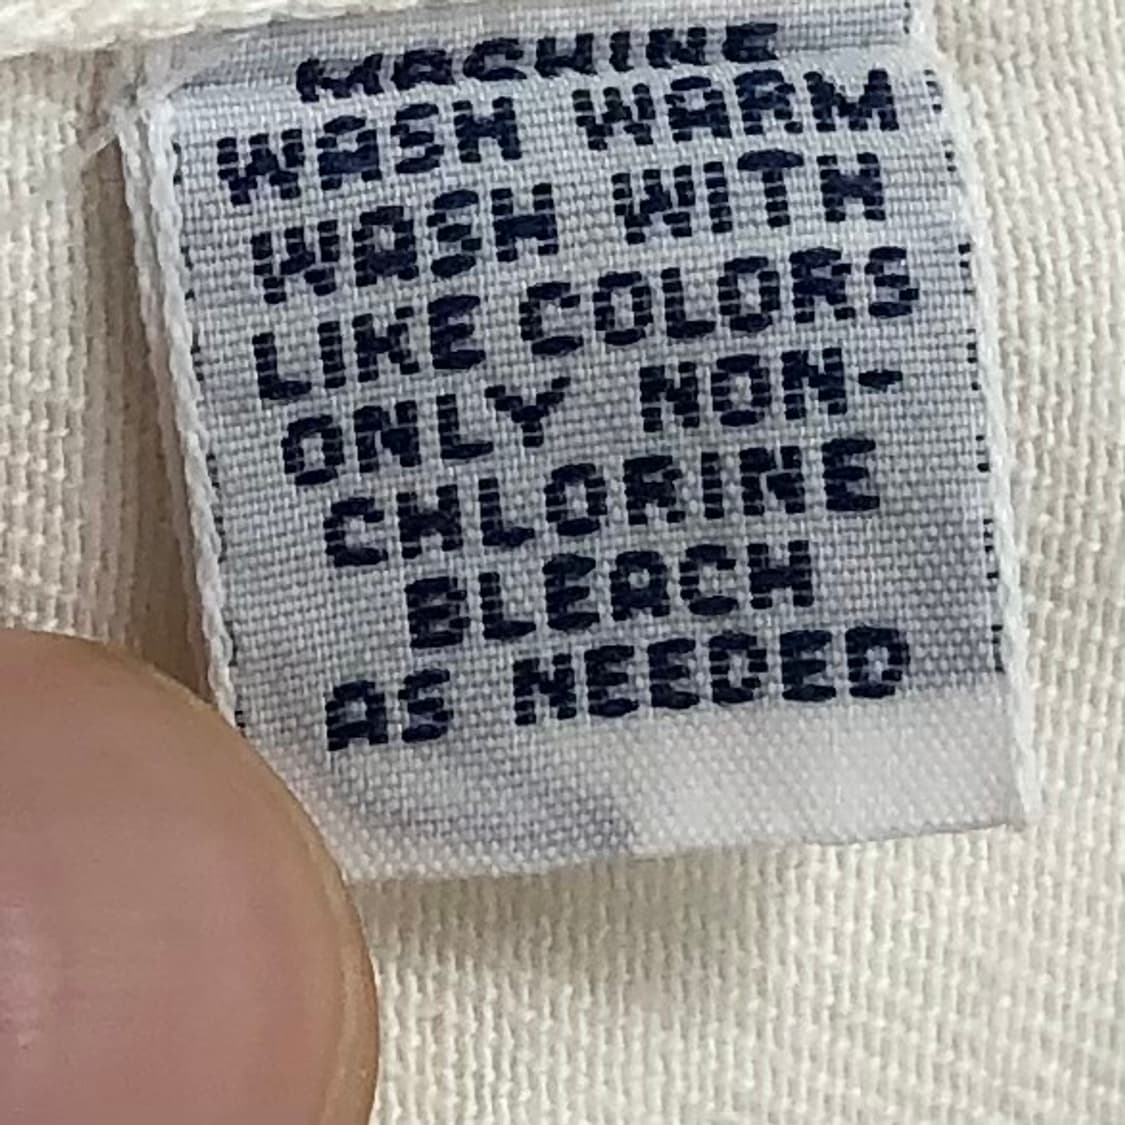 MACHINE
WASH WARM
WASH WITH
LIKE COLORS
ONLY NON-
CHLORINE
BLEACH
AS NEEDED